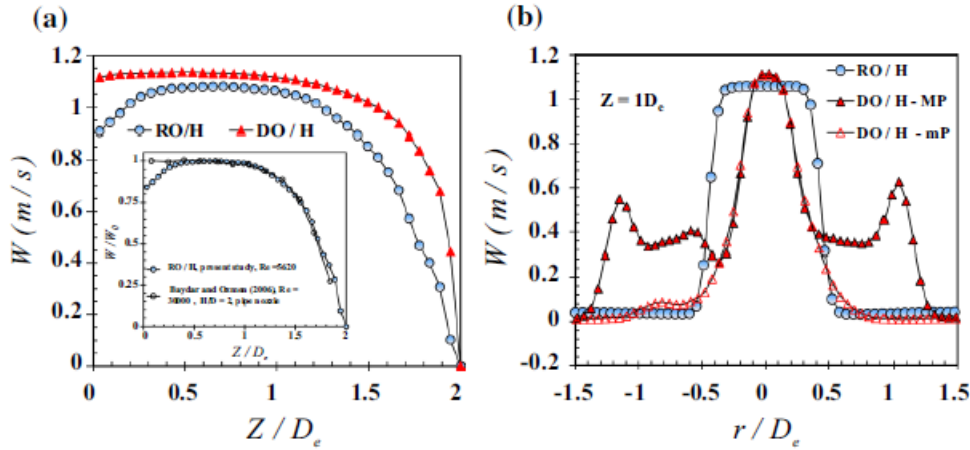 (a)
1.2
1
0.8
0.6
0.4
0.2
0
W ( m / s )
RO/H DO / H
1
0.75
0.5
0.25
0
W / W0
RO / H, present study, Re =5620
Baydar and Ozmen (2006), Re =
30000 , H/D = 2, pipe nozzle
0 0.5 1 1.5 2
Z / De
0 0.5 1 1.5 2
Z / De
(b)
1.2
1
0.8
0.6
0.4
0.2
0
-0.2
W ( m / s )
Z = 1De
RO / H
DO / H - MP
DO / H - mP
-1.5 -1 -0.5 0 0.5 1 1.5
r / De